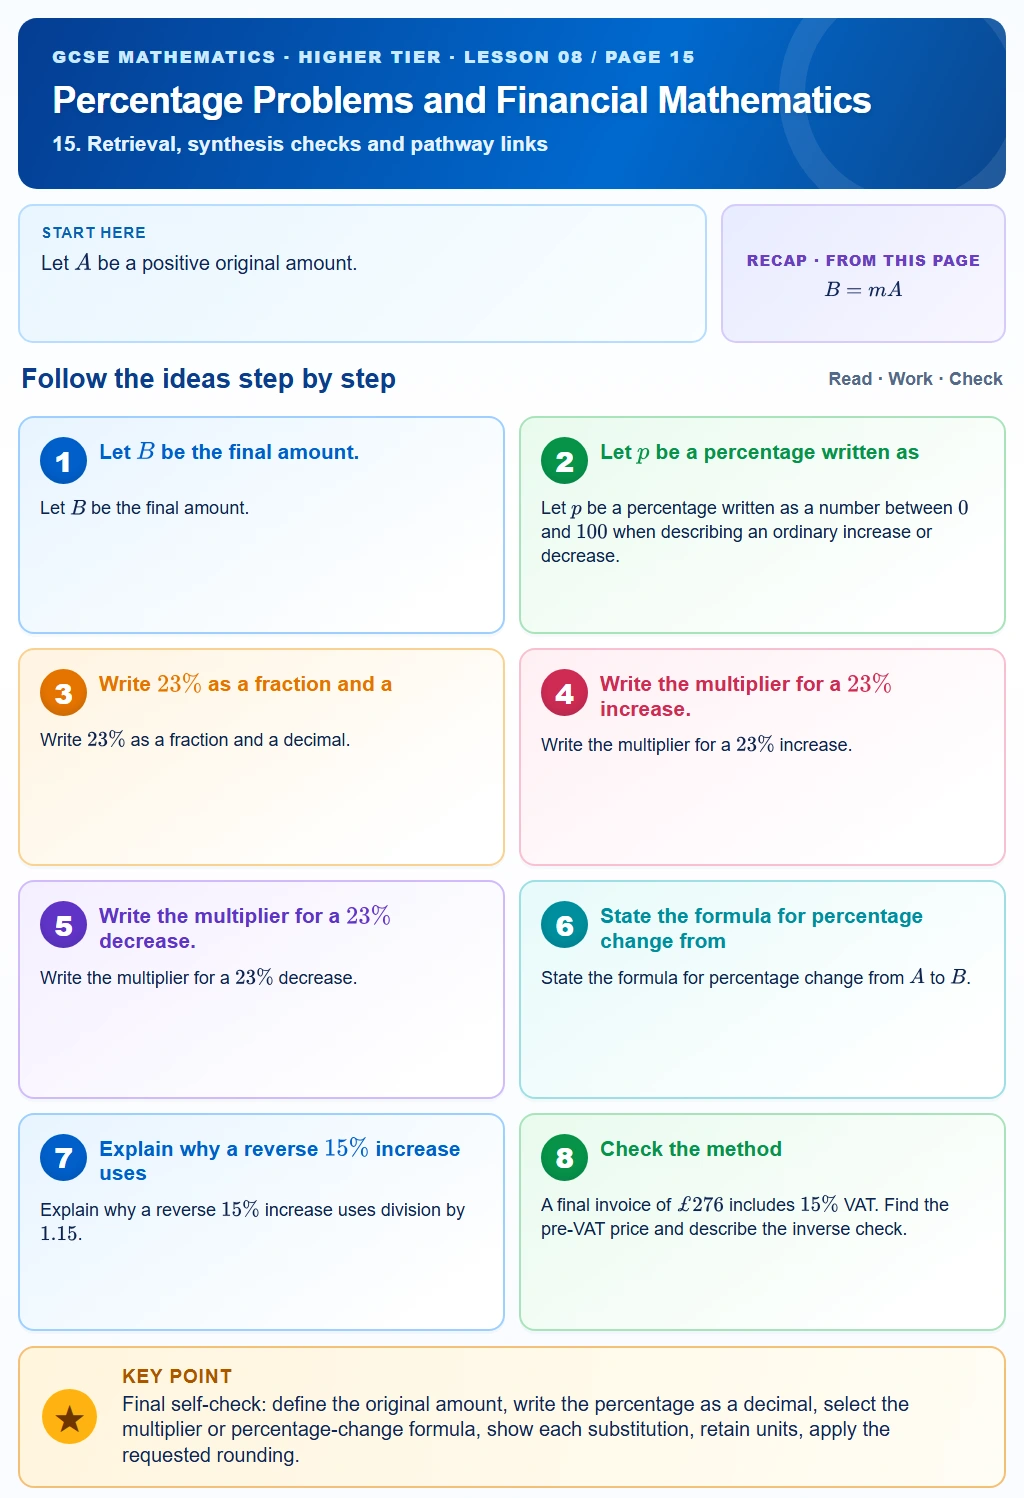 GCSE MATHEMATICS · HIGHER TIER · LESSON 08 / PAGE 15
Percentage Problems and Financial Mathematics
15. Retrieval, synthesis checks and pathway links
START HERE
Let A be a positive original amount.
RECAP · FROM THIS PAGE
B = mA
Follow the ideas step by step
Read · Work · Check
1
Let B be the final amount.
Let B be the final amount.
2
Let p be a percentage written as
Let p be a percentage written as a number between 0
and 100 when describing an ordinary increase or
decrease.
3
Write 23% as a fraction and a
Write 23% as a fraction and a decimal.
4
Write the multiplier for a 23%
increase.
Write the multiplier for a 23% increase.
5
Write the multiplier for a 23%
decrease.
Write the multiplier for a 23% decrease.
6
State the formula for percentage
change from
State the formula for percentage change from A to B.
7
Explain why a reverse 15% increase
uses
Explain why a reverse 15% increase uses division by
1.15.
8
Check the method
A final invoice of £276 includes 15% VAT. Find the
pre-VAT price and describe the inverse check.
KEY POINT
Final self-check: define the original amount, write the percentage as a decimal, select the
multiplier or percentage-change formula, show each substitution, retain units, apply the
requested rounding.